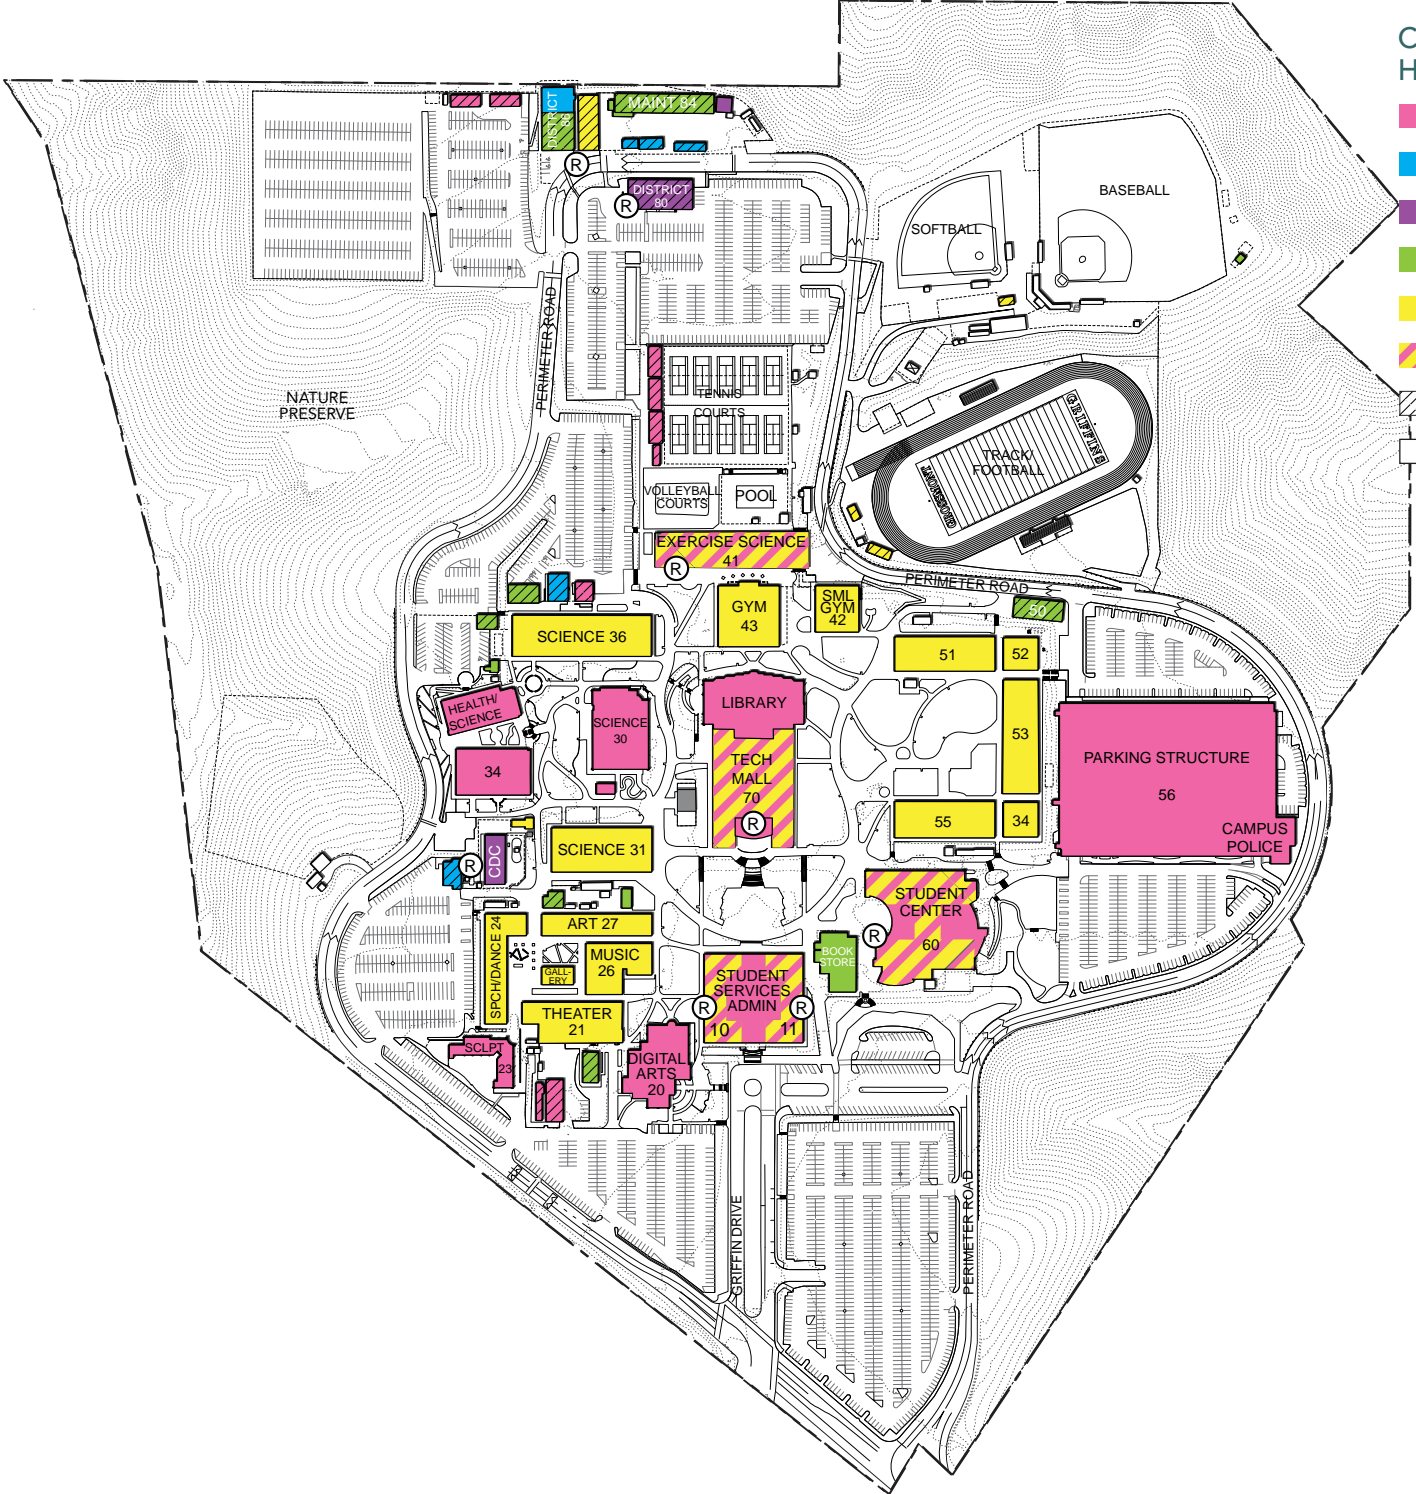 C
H
MAINT 84
DISTRICT
R
DISTRICT
80
R
BASEBALL
SOFTBALL
PERIMETER ROAD
NATURE
PRESERVE
TENNIS
COURTS
GRIFFINS
TRACK/
FOOTBALL
GROSSMONT
VOLLEYBALL
COURTS
POOL
EXERCISE SCIENCE
41
R
PERIMETER ROAD
GYM
43
SML
GYM
42
50
SCIENCE 36
51
52
HEALTH/
SCIENCE
SCIENCE
30
LIBRARY
53
TECH
MALL
70
R
34
PARKING STRUCTURE
56
55
34
CAMPUS
POLICE
SCIENCE 31
CDC
R
STUDENT
CENTER
60
R
SPCH/DANCE 24
ART 27
MUSIC
26
GALL-
ERY
BOOK
STORE
STUDENT
SERVICES
ADMIN
R
R
10
11
THEATER
21
SCLPT
23
DIGITAL
ARTS
20
GRIFFIN DRIVE
PERIMETER ROAD